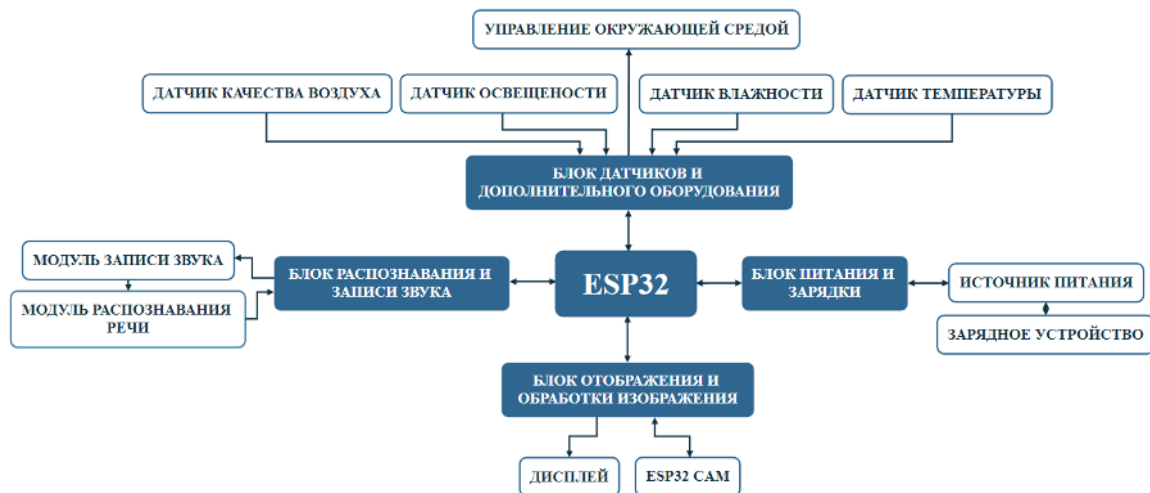 УПРАВЛЕНИЕ ОКРУЖАЮЩЕЙ СРЕДОЙ
ДАТЧИК КАЧЕСТВА ВОЗДУХА
ДАТЧИК ОСВЕЩЕНОСТИ
ДАТЧИК ВЛАЖНОСТИ
ДАТЧИК ТЕМПЕРАТУРЫ
БЛОК ДАТЧИКОВ И
ДОПОЛНИТЕЛЬНОГО ОБОРУДОВАНИЯ
МОДУЛЬ ЗАПИСИ ЗВУКА
МОДУЛЬ РАСПОЗНАВАНИЯ
РЕЧИ
БЛОК РАСПОЗНАВАНИЯ И
ЗАПИСИ ЗВУКА
ESP32
БЛОК ПИТАНИЯ И
ЗАРЯДКИ
ИСТОЧНИК ПИТАНИЯ
ЗАРЯДНОЕ УСТРОЙСТВО
БЛОК ОТОБРАЖЕНИЯ И
ОБРАБОТКИ ИЗОБРАЖЕНИЯ
ДИСПЛЕЙ
ESP32 CAM